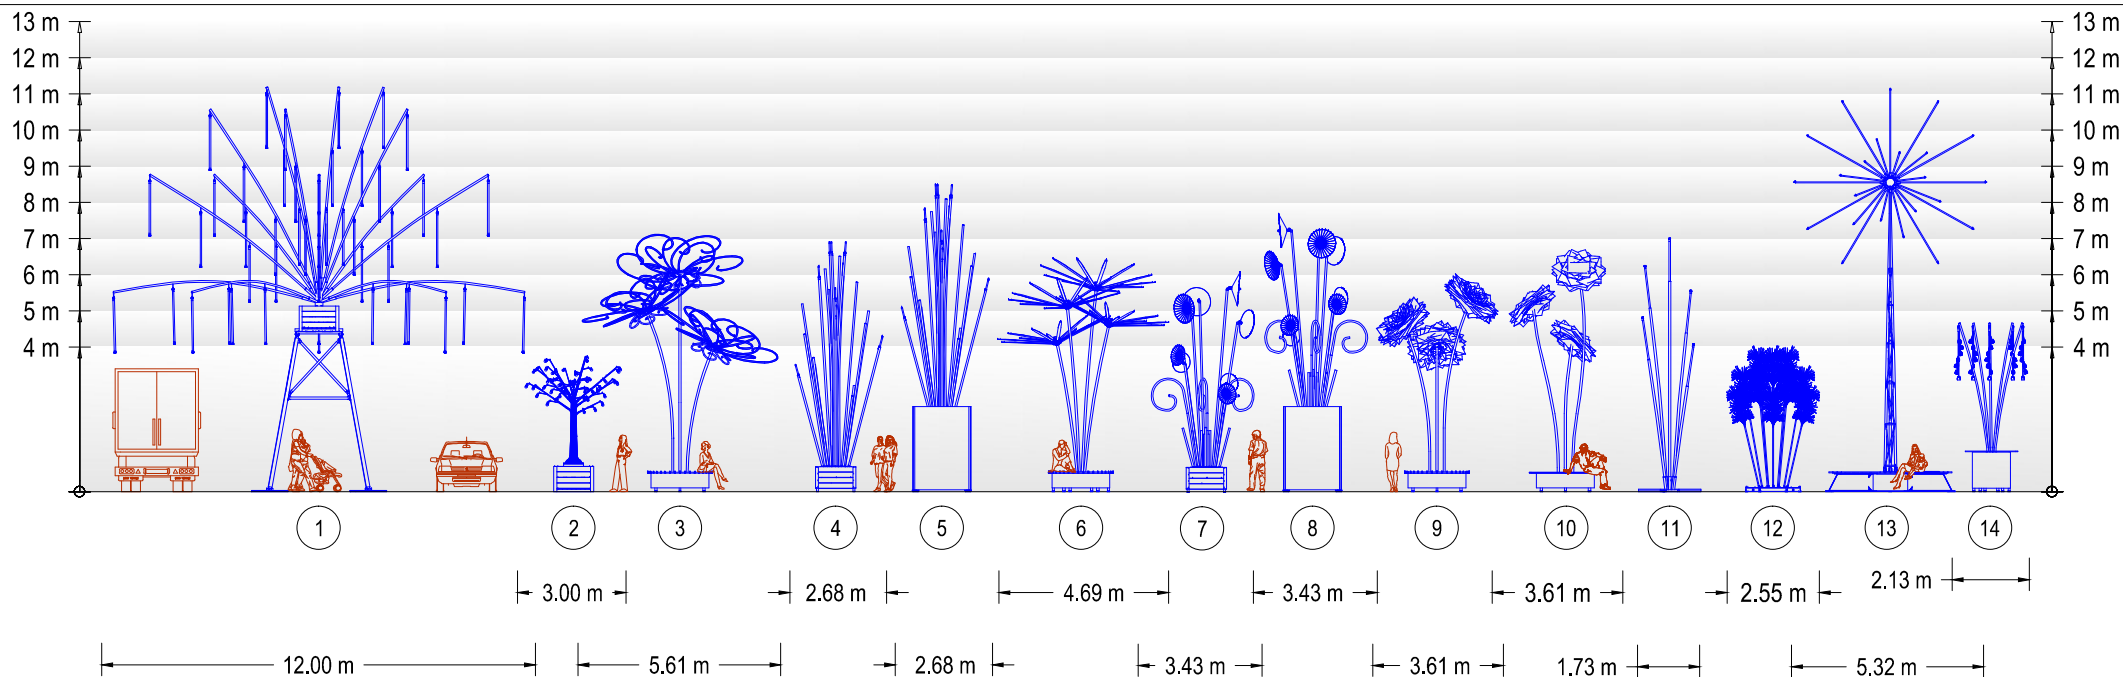 13 m 13 m
12 m 12 m
11 m 11 m
10 m 10 m
9 m 9 m
8 m 8 m
7 m 7 m
6 m 6 m
5 m 5 m
4 m 4 m
1 2 3 4 5 6 7 8 9 10 11 12 13 14
3.00 m 2.68 m 4.69 m 3.43 m 3.61 m 2.55 m 2.13 m
12.00 m 5.61 m 2.68 m 3.43 m 3.61 m 1.73 m 5.32 m